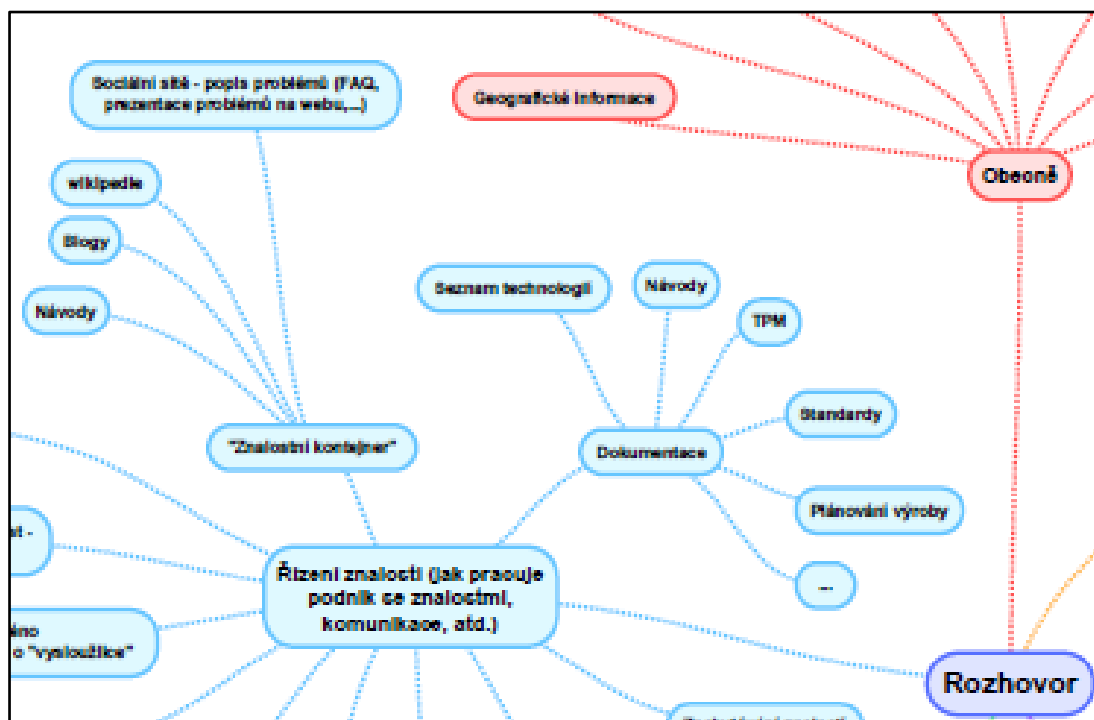 Sociální sítě - popis problémů (FAQ,
prezentace problémů na webu,...)
Geografické informace
Obecně
wikipedie
Blogy
Návody
Seznam technologií
Návody
TPM
Standardy
"Znalostní kontejner"
Dokumentace
Plánování výroby
...
Řízení znalostí (jak pracuje
podnik se znalostmi,
komunikace, atd.)
o "vysloužilce"
Rozhovor